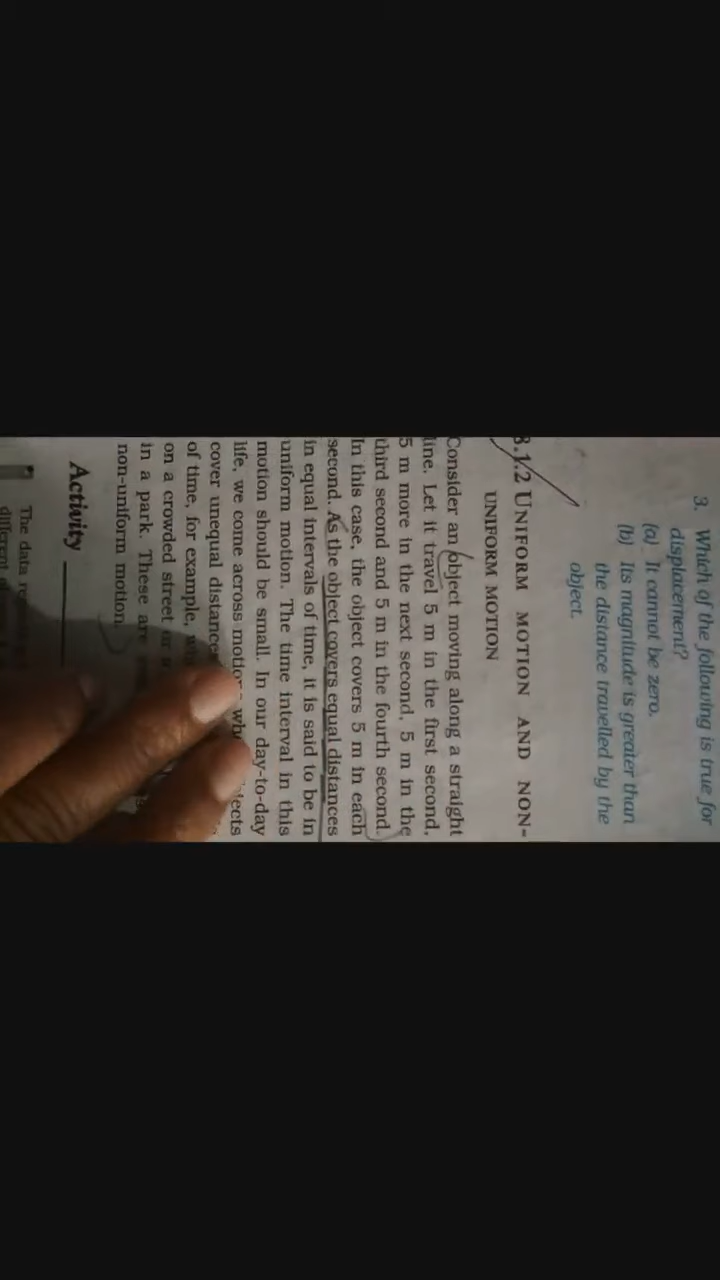 3. Which of the following is true for
displacement?
(a) It cannot be zero.
(b) Its magnitude is greater than
the distance travelled by the
object.
8.1.2 UNIFORM MOTION AND NON-
UNIFORM MOTION
Consider an object moving along a straight
line. Let it travel 5 m in the first second,
5 m more in the next second, 5 m in the
third second and 5 m in the fourth second.
In this case, the object covers 5 m in each
second. As the object covers equal distances
in equal intervals of time, it is said to be in
uniform motion. The time interval in this
motion should be small. In our day-to-day
life, we come across motion
cover unequal distances
of time, for example,
on a crowded street or
in a park. These are
non-uniform motion.
Activity
The data
different